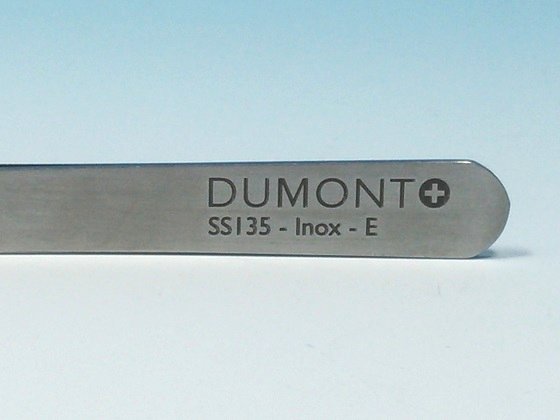 DUMONT
SS135 - Inox - E